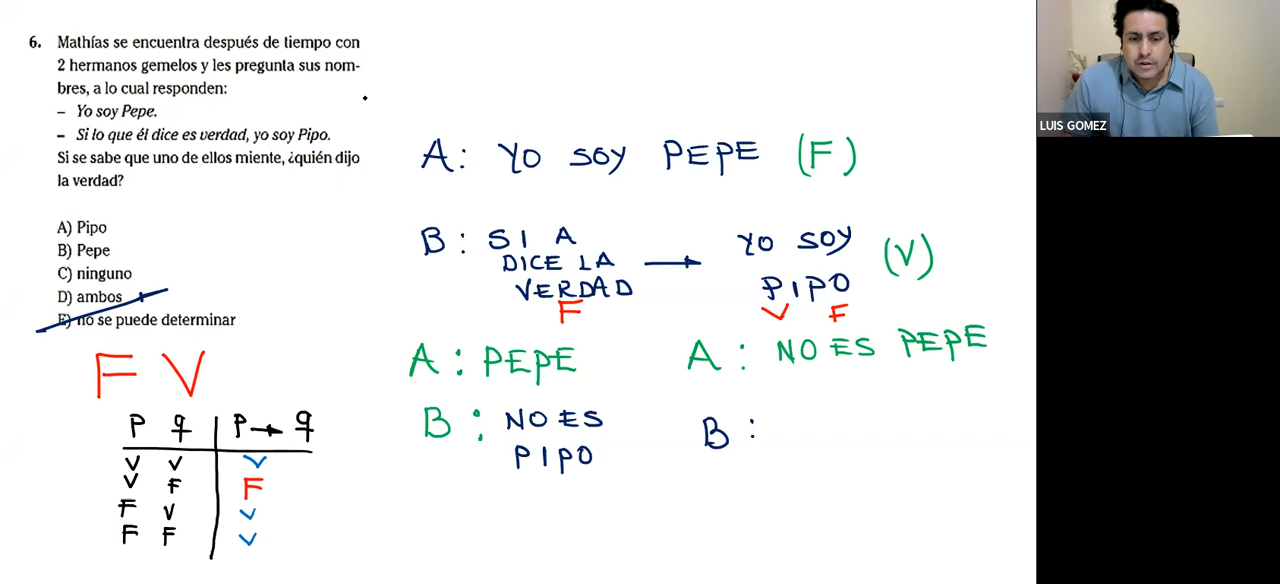 6. Mathías se encuentra después de tiempo con
2 hermanos gemelos y les pregunta sus nom-
bres, a lo cual responden:
– Yo soy Pepe.
– Si lo que él dice es verdad, yo soy Pipo.
Si se sabe que uno de ellos miente, ¿quién dijo
la verdad?
A) Pipo
B) Pepe
C) ninguno
D) ambos
E) no se puede determinar
F V
p q p → q
V V V
V F F
F V V
F F V
A: YO SOY PEPE (F)
B: SI A
DICE LA
VERDAD
F
→ YO SOY
PIPO
(V)
V F
A: PEPE
B: NO ES
PIPO
A: NO ES PEPE
B:
LUIS GOMEZ